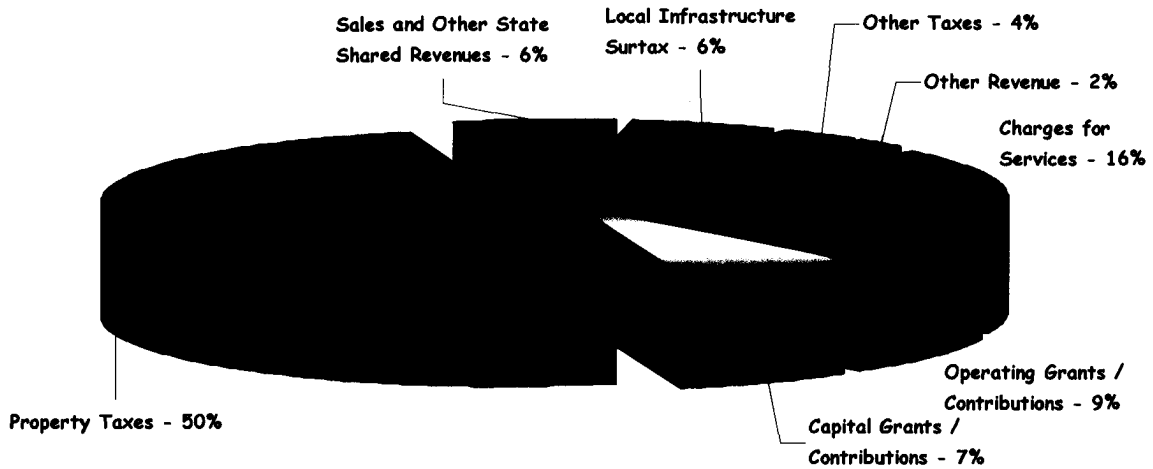 Sales and Other State
Shared Revenues - 6%
Local Infrastructure
Surtax - 6%
Other Taxes - 4%
Other Revenue - 2%
Charges for
Services - 16%
Operating Grants /
Contributions - 9%
Capital Grants /
Contributions - 7%
Property Taxes - 50%